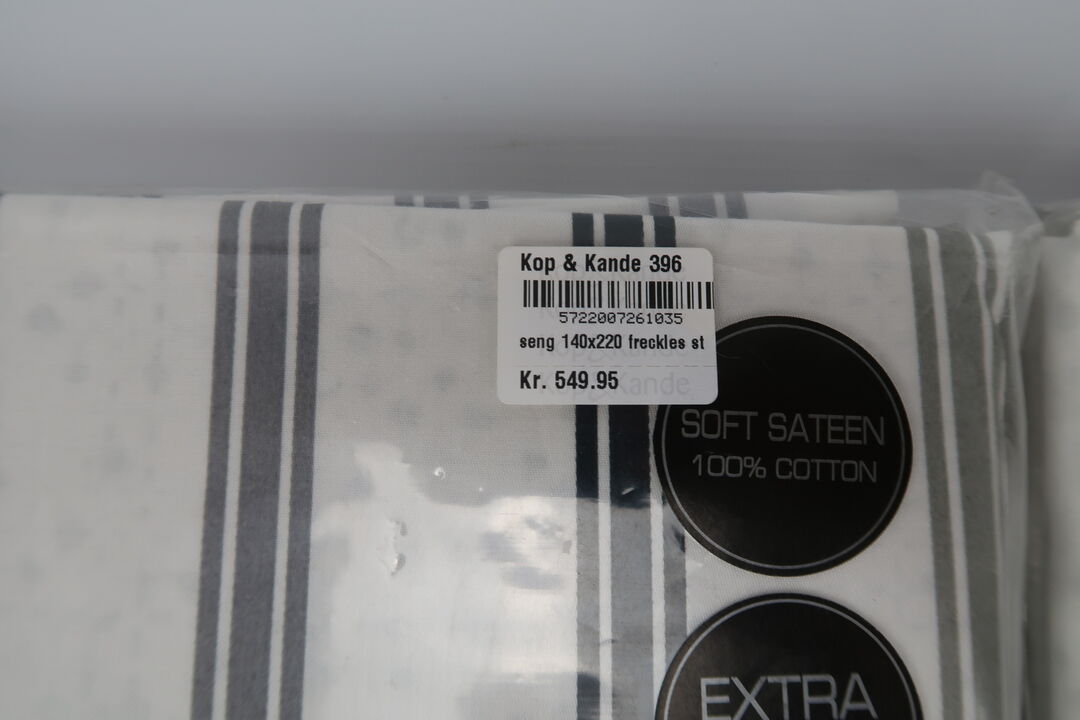 Kop & Kande 396
5722007261035
seng 140x220 freckles st
Kr. 549.95
SOFT SATEEN
100% COTTON
EXTRA